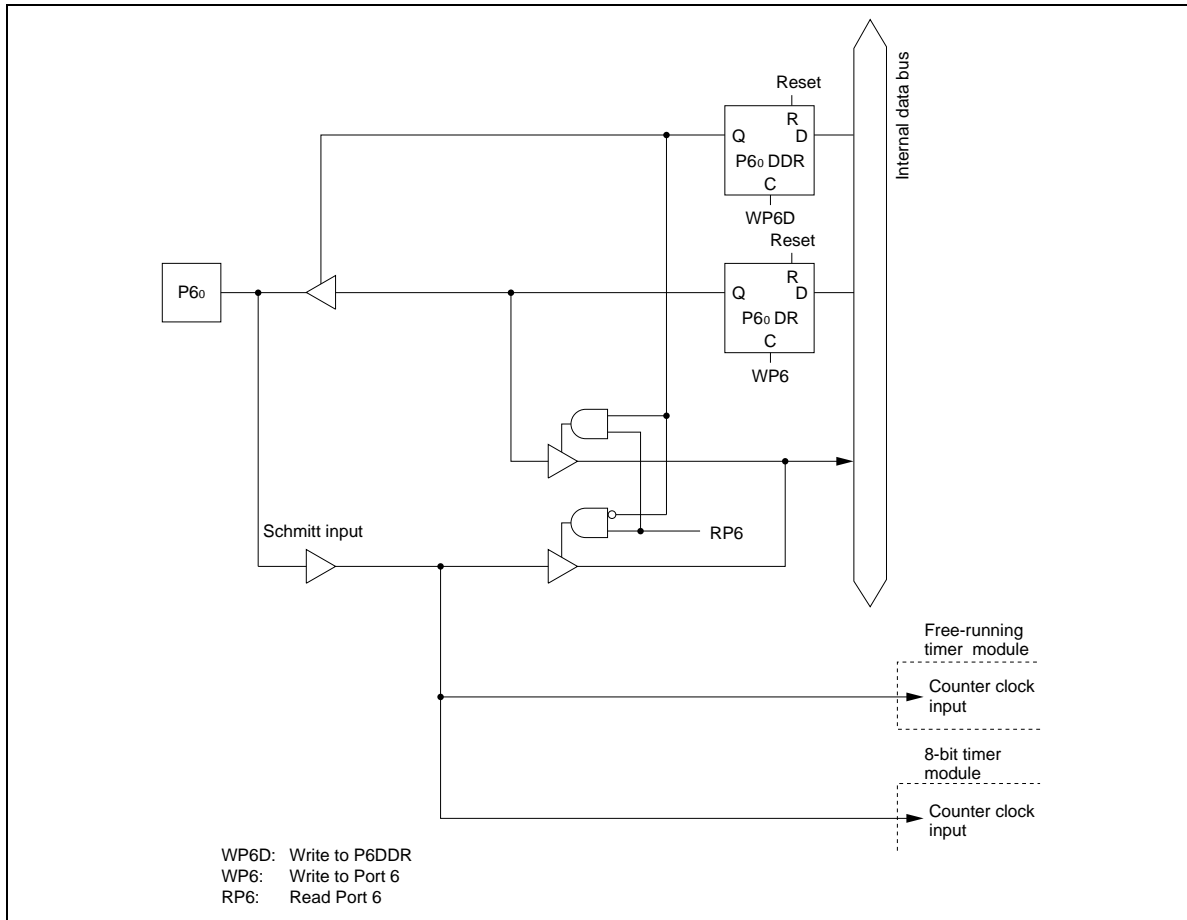 Reset
R
Q D
P6₀ DDR
C
WP6D
Internal data bus
Reset
R
Q D
P6₀ DR
C
WP6
P6₀
Schmitt input
RP6
Free-running
timer module
Counter clock
input
8-bit timer
module
Counter clock
input
WP6D: Write to P6DDR
WP6: Write to Port 6
RP6: Read Port 6